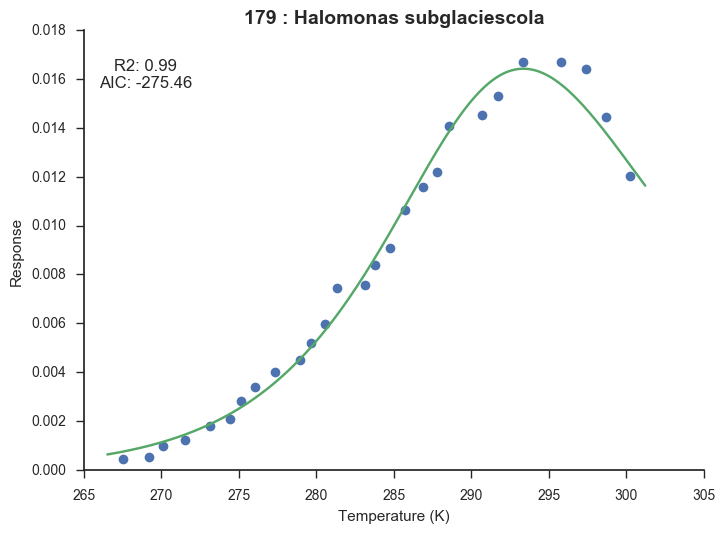 179 : Halomonas subglaciescola
R2: 0.99
AIC: -275.46
Response
0.018
0.016
0.014
0.012
0.010
0.008
0.006
0.004
0.002
0.000
265 270 275 280 285 290 295 300 305
Temperature (K)